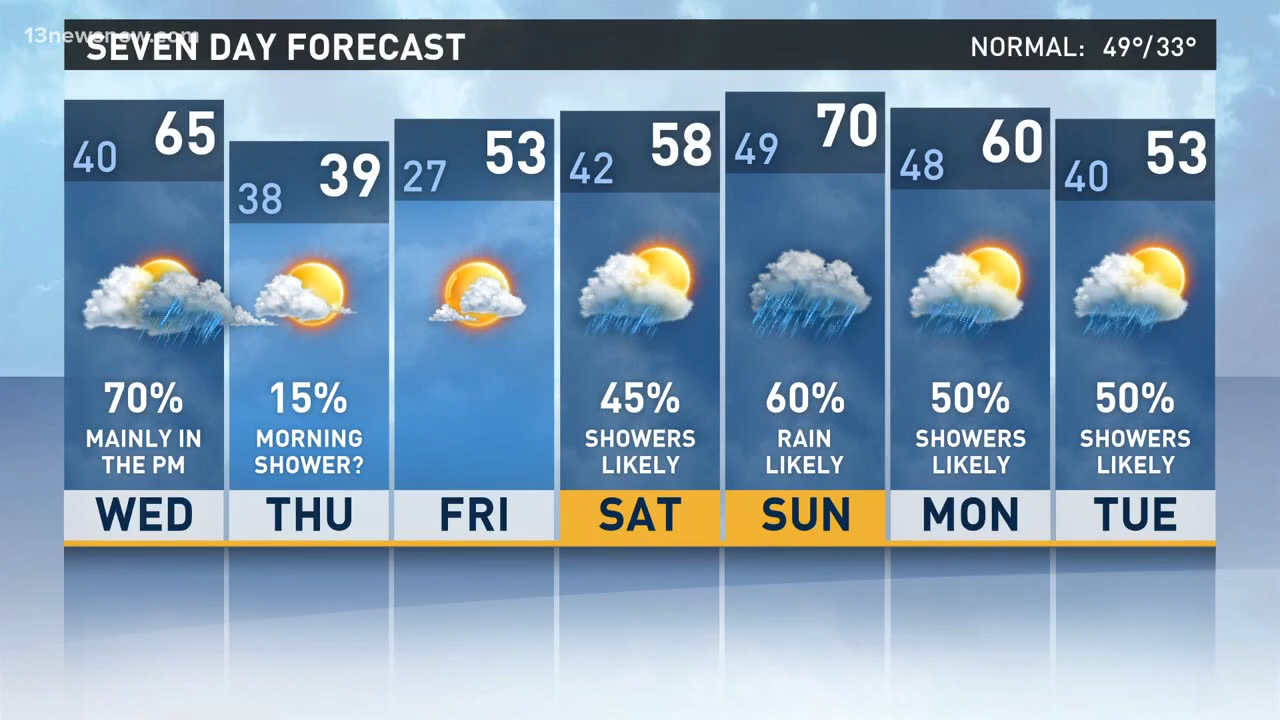 13newsnow.com
SEVEN DAY FORECAST
NORMAL: 49°/33°
40 65
38 39
27 53
42 58
49 70
48 60
40 53
70%
MAINLY IN
THE PM
WED
15%
MORNING
SHOWER?
THU
FRI
45%
SHOWERS
LIKELY
SAT
60%
RAIN
LIKELY
SUN
50%
SHOWERS
LIKELY
MON
50%
SHOWERS
LIKELY
TUE